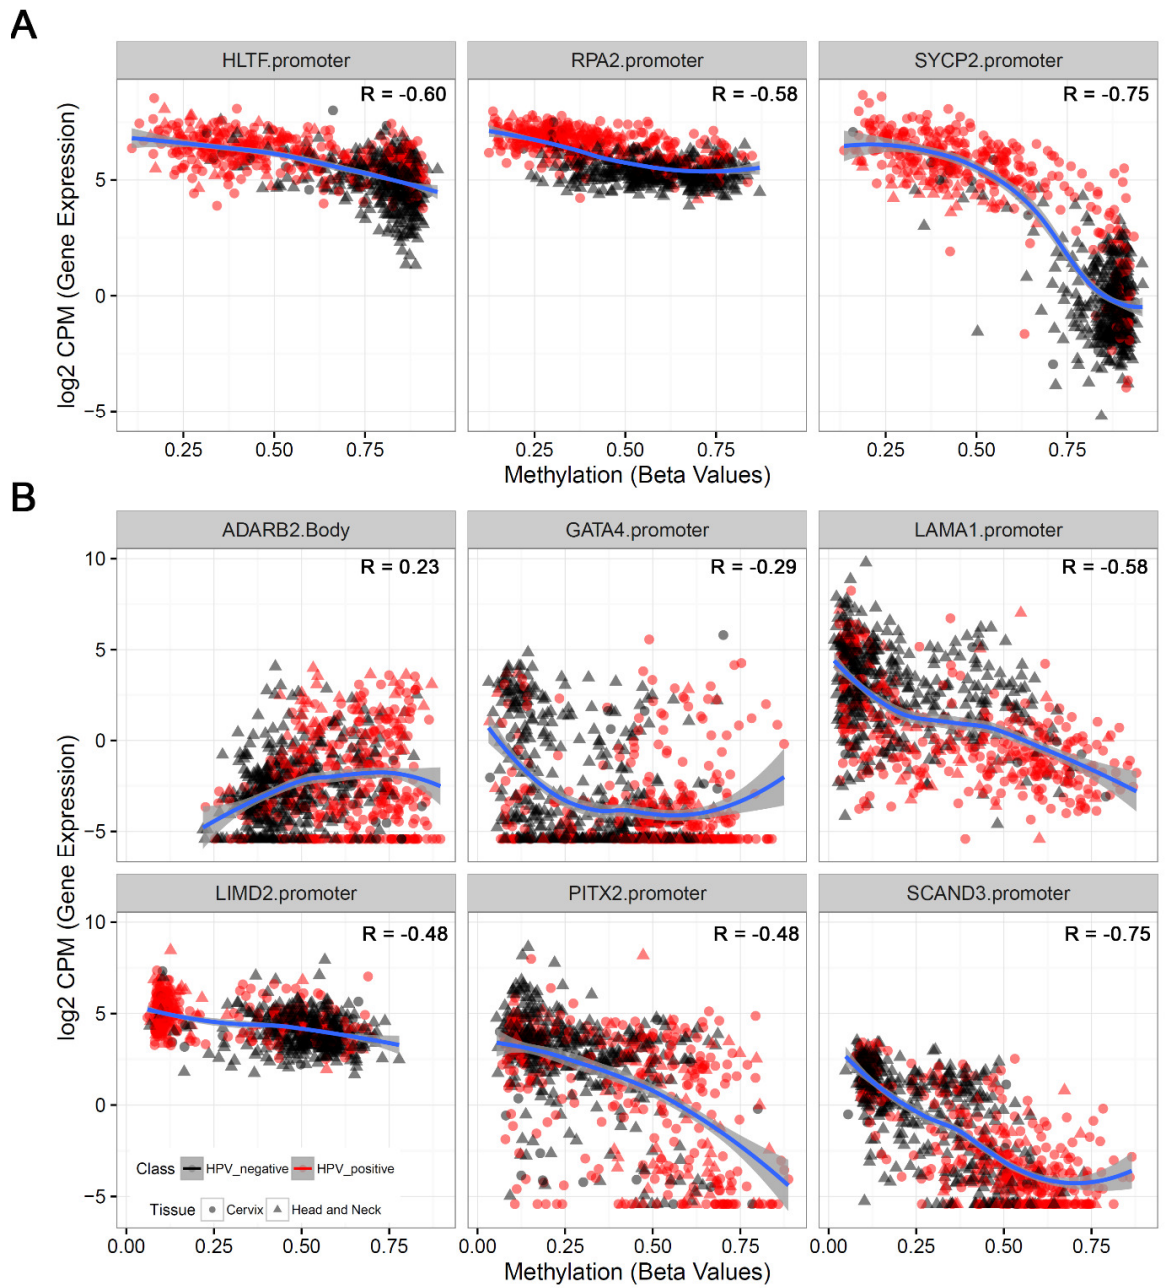 A
HLTF.promoter RPA2.promoter SYCP2.promoter
R = -0.60 R = -0.58 R = -0.75
log2 CPM (Gene Expression)
5
0
−5
0.25 0.50 0.75 0.25 0.50 0.75 0.25 0.50 0.75
Methylation (Beta Values)
B
ADARB2.Body GATA4.promoter LAMA1.promoter
R = 0.23 R = -0.29 R = -0.58
10
5
0
−5
log2 CPM (Gene Expression)
LIMD2.promoter PITX2.promoter SCAND3.promoter
R = -0.48 R = -0.48 R = -0.75
10
5
0
−5
Class HPV_negative HPV_positive
Tissue Cervix Head and Neck
0.00 0.25 0.50 0.75 0.00 0.25 0.50 0.75 0.00 0.25 0.50 0.75
Methylation (Beta Values)